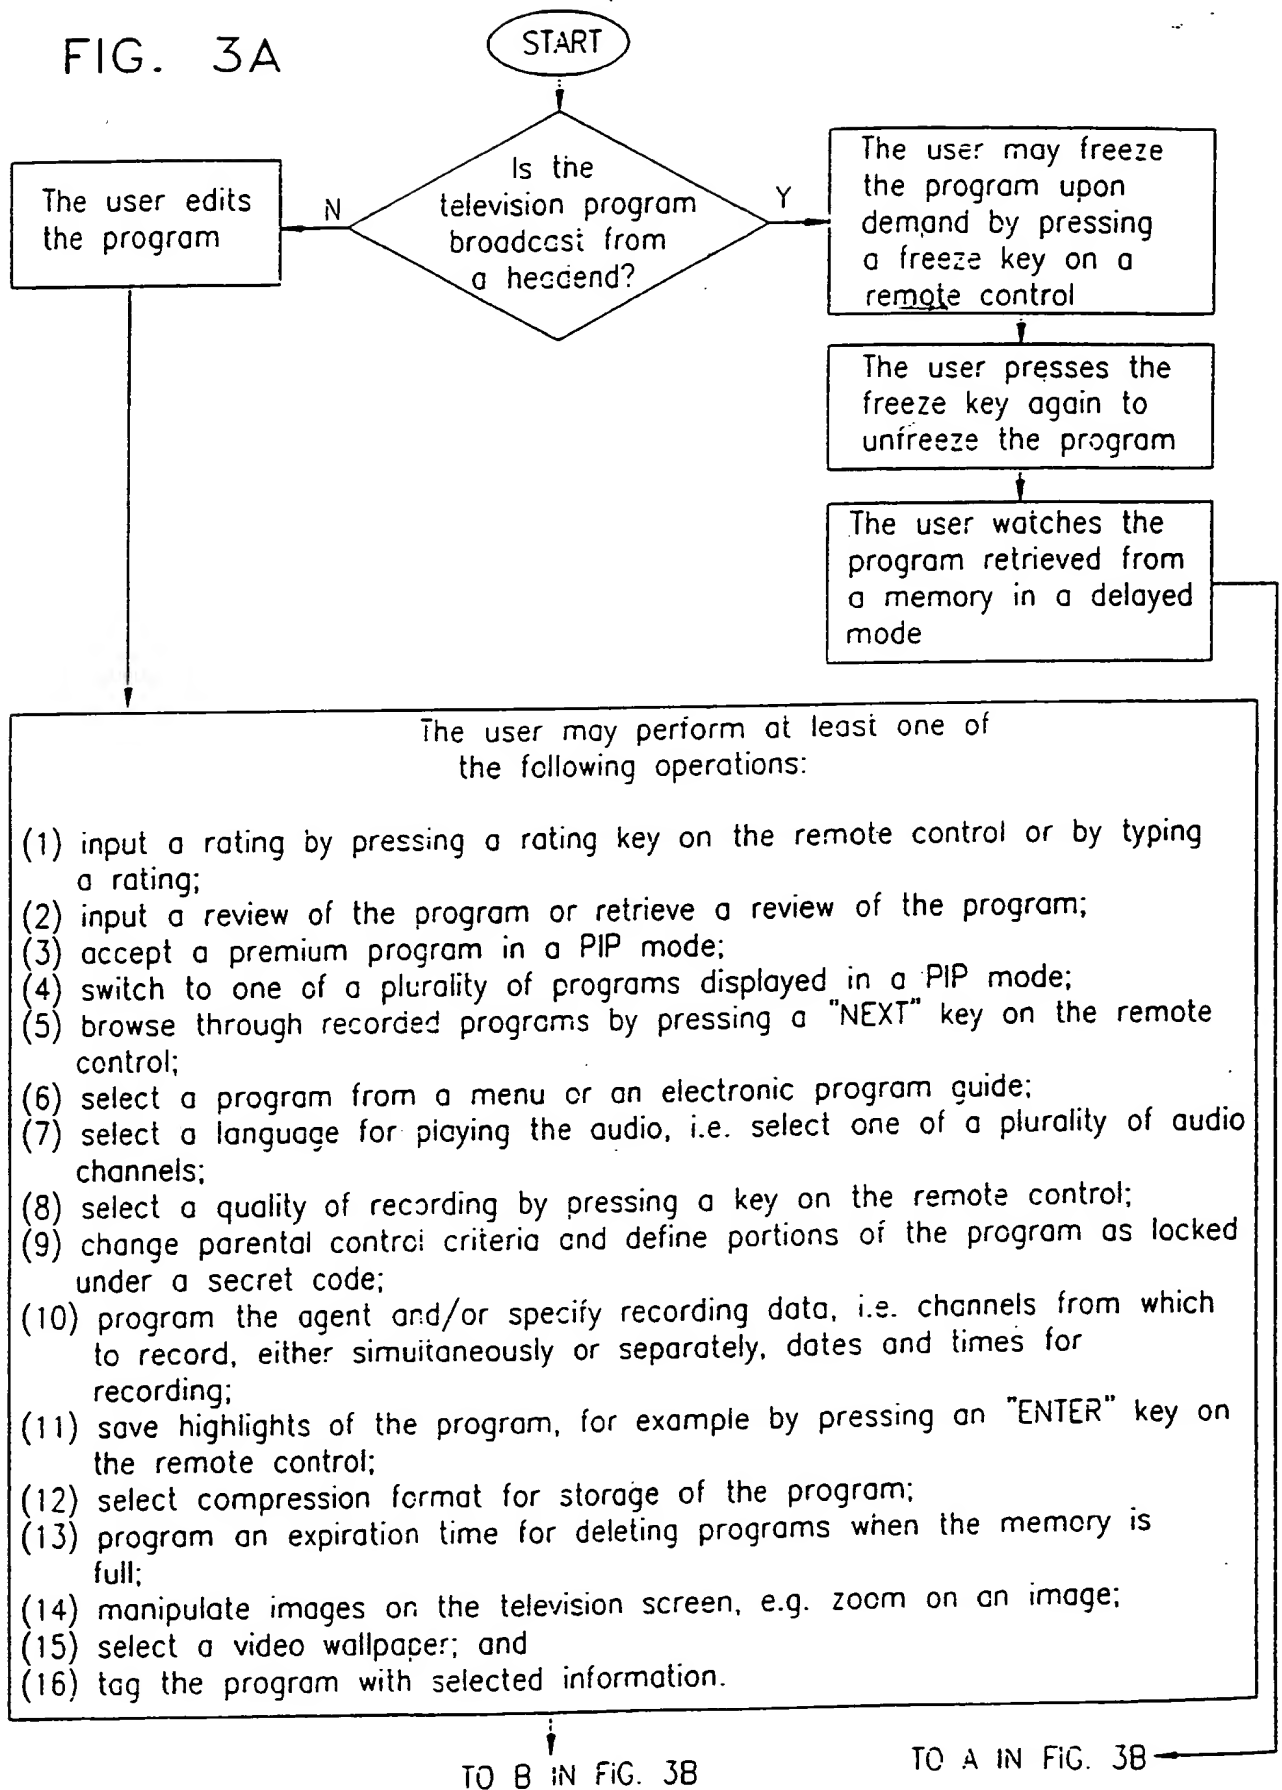 FIG. 3A
START
Is the
television program
broadcast from
a headend?
N
Y
The user edits
the program
The user may freeze
the program upon
demand by pressing
a freeze key on a
remote control
The user presses the
freeze key again to
unfreeze the program
The user watches the
program retrieved from
a memory in a delayed
mode
The user may perform at least one of
the following operations:
(1) input a rating by pressing a rating key on the remote control or by typing
a rating;
(2) input a review of the program or retrieve a review of the program;
(3) accept a premium program in a PIP mode;
(4) switch to one of a plurality of programs displayed in a PIP mode;
(5) browse through recorded programs by pressing a "NEXT" key on the remote
control;
(6) select a program from a menu or an electronic program guide;
(7) select a language for playing the audio, i.e. select one of a plurality of audio
channels;
(8) select a quality of recording by pressing a key on the remote control;
(9) change parental control criteria and define portions of the program as locked
under a secret code;
(10) program the agent and/or specify recording data, i.e. channels from which
to record, either simultaneously or separately, dates and times for
recording;
(11) save highlights of the program, for example by pressing an "ENTER" key on
the remote control;
(12) select compression format for storage of the program;
(13) program an expiration time for deleting programs when the memory is
full;
(14) manipulate images on the television screen, e.g. zoom on an image;
(15) select a video wallpaper; and
(16) tag the program with selected information.
TO B IN FIG. 3B
TO A IN FIG. 3B